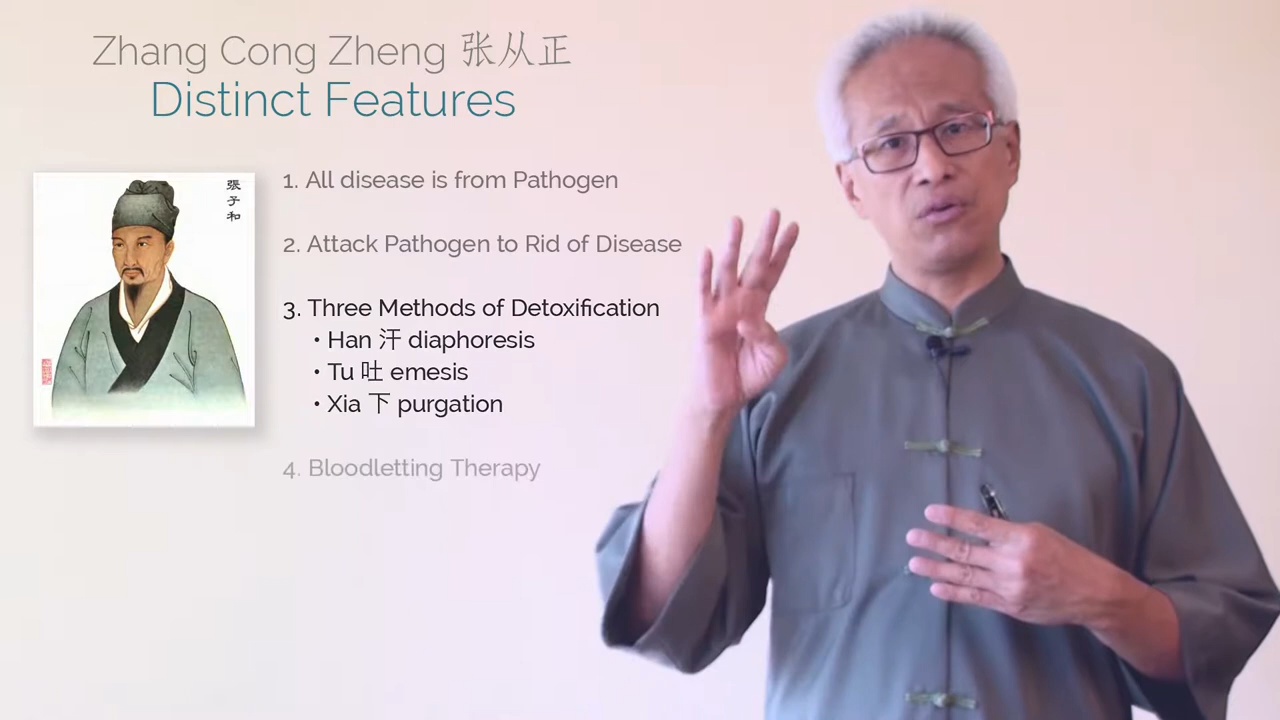 Zhang Cong Zheng 张从正
Distinct Features
張子和
1. All disease is from Pathogen
2. Attack Pathogen to Rid of Disease
3. Three Methods of Detoxification
• Han 汗 diaphoresis
• Tu 吐 emesis
• Xia 下 purgation
4. Bloodletting Therapy